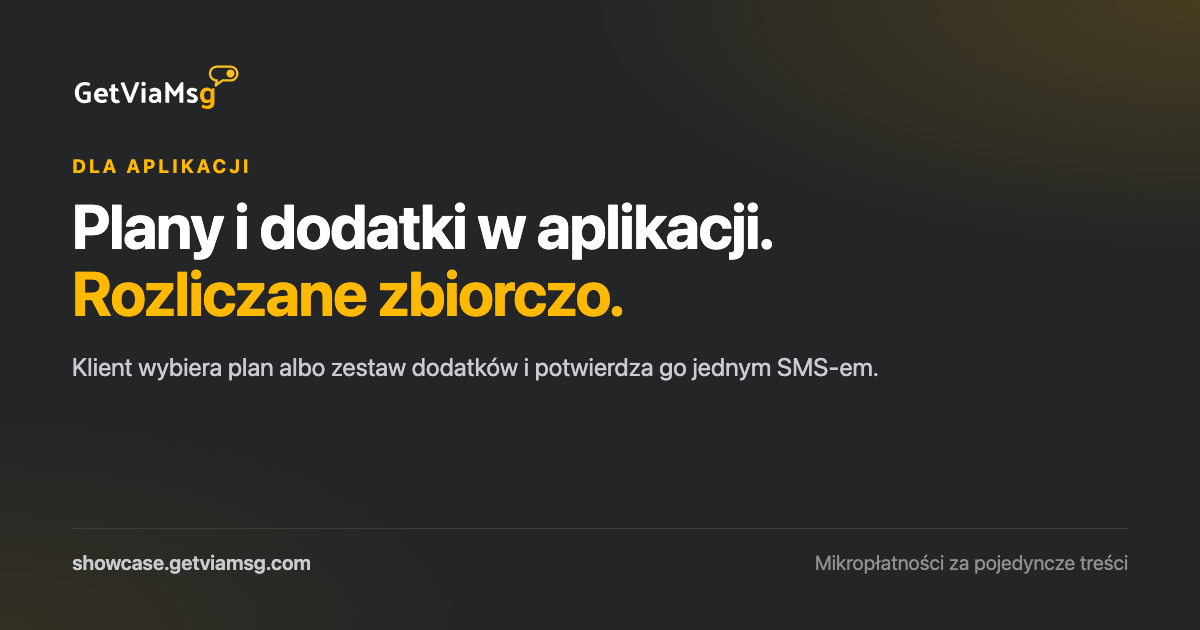 GetViaMsg
DLA APLIKACJI
Plany i dodatki w aplikacji.
Rozliczane zbiorczo.
Klient wybiera plan albo zestaw dodatków i potwierdza go jednym SMS-em.
showcase.getviamsg.com
Mikropłatności za pojedyncze treści